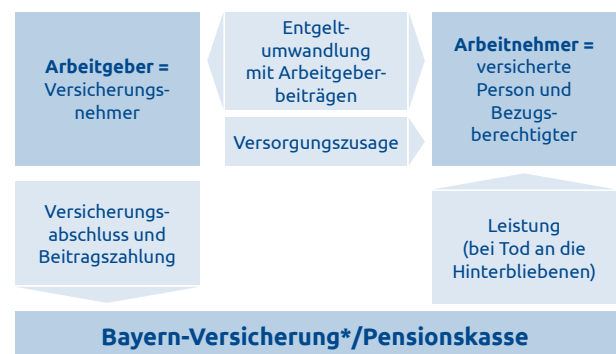 Arbeitgeber =
Versicherungs-
nehmer
Entgelt-
umwandlung
mit Arbeitgeber-
beiträgen
Versorgungszusage
Arbeitnehmer =
versicherte
Person und
Bezugs-
berechtigter
Versicherungs-
abschluss und
Beitragszahlung
Leistung
(bei Tod an die
Hinterbliebenen)
Bayern-Versicherung*/Pensionskasse